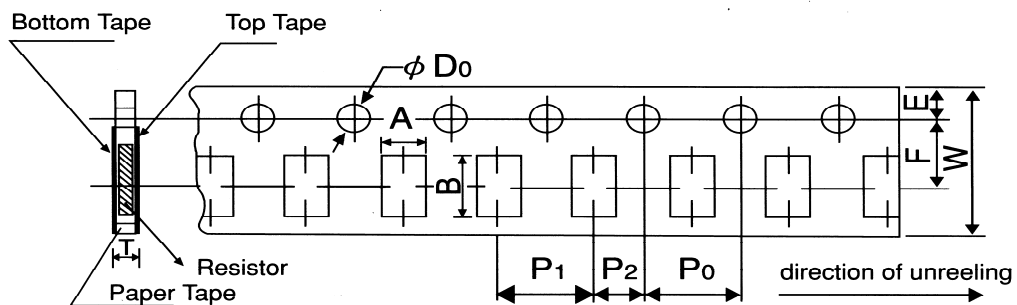 Bottom Tape
Top Tape
ϕ D0
A
B
E
F
W
T
Resistor
Paper Tape
P1
P2
P0
direction of unreeling